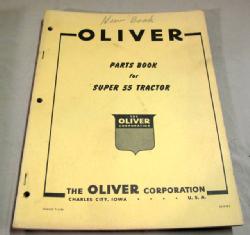 New Book
OLIVER
PARTS BOOK
for
SUPER 55 TRACTOR
THE
OLIVER
CORPORATION
THE OLIVER CORPORATION
CHARLES CITY, IOWA . . . . U. S. A.